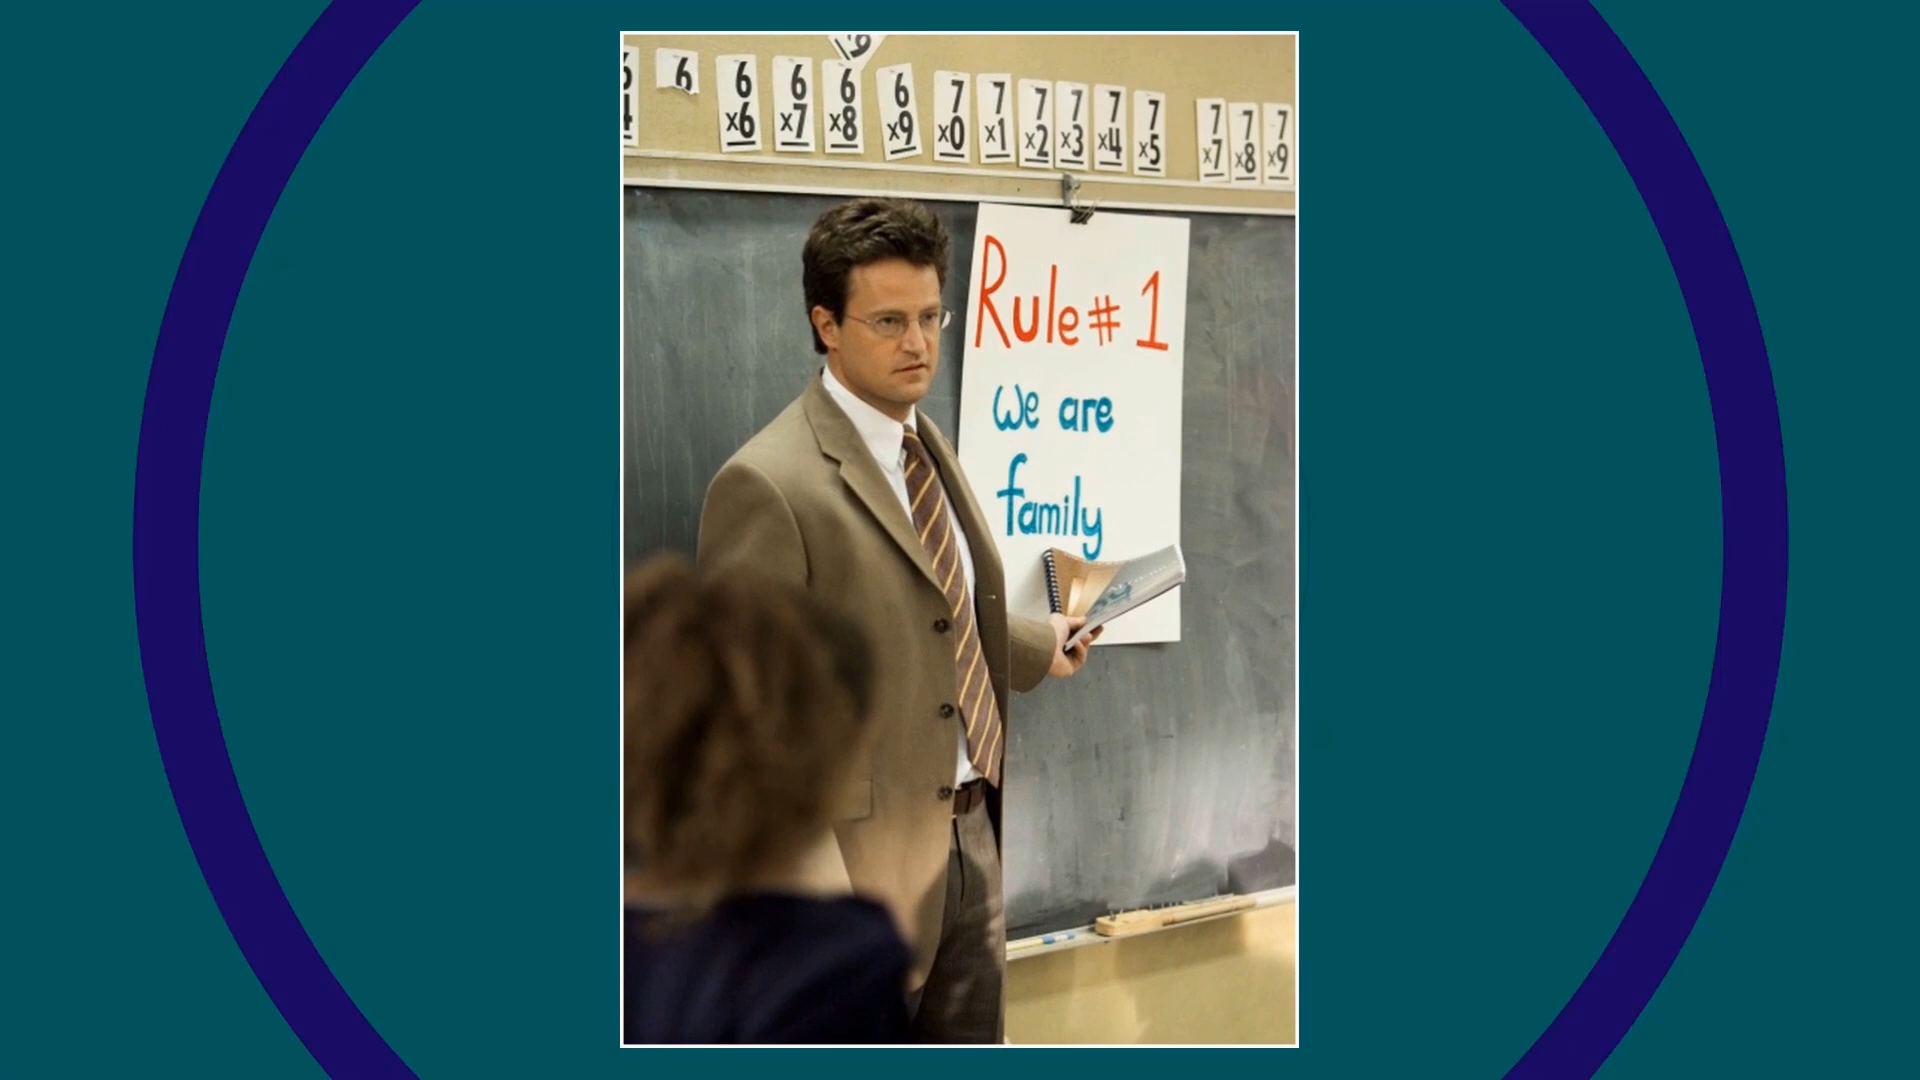 6
6 x6
6 x7
6 x8
6 x9
7 x0
7 x1
7 x2
7 x3
7 x4
7 x5
7 x7
7 x8
7 x9
Rule # 1
We are
family